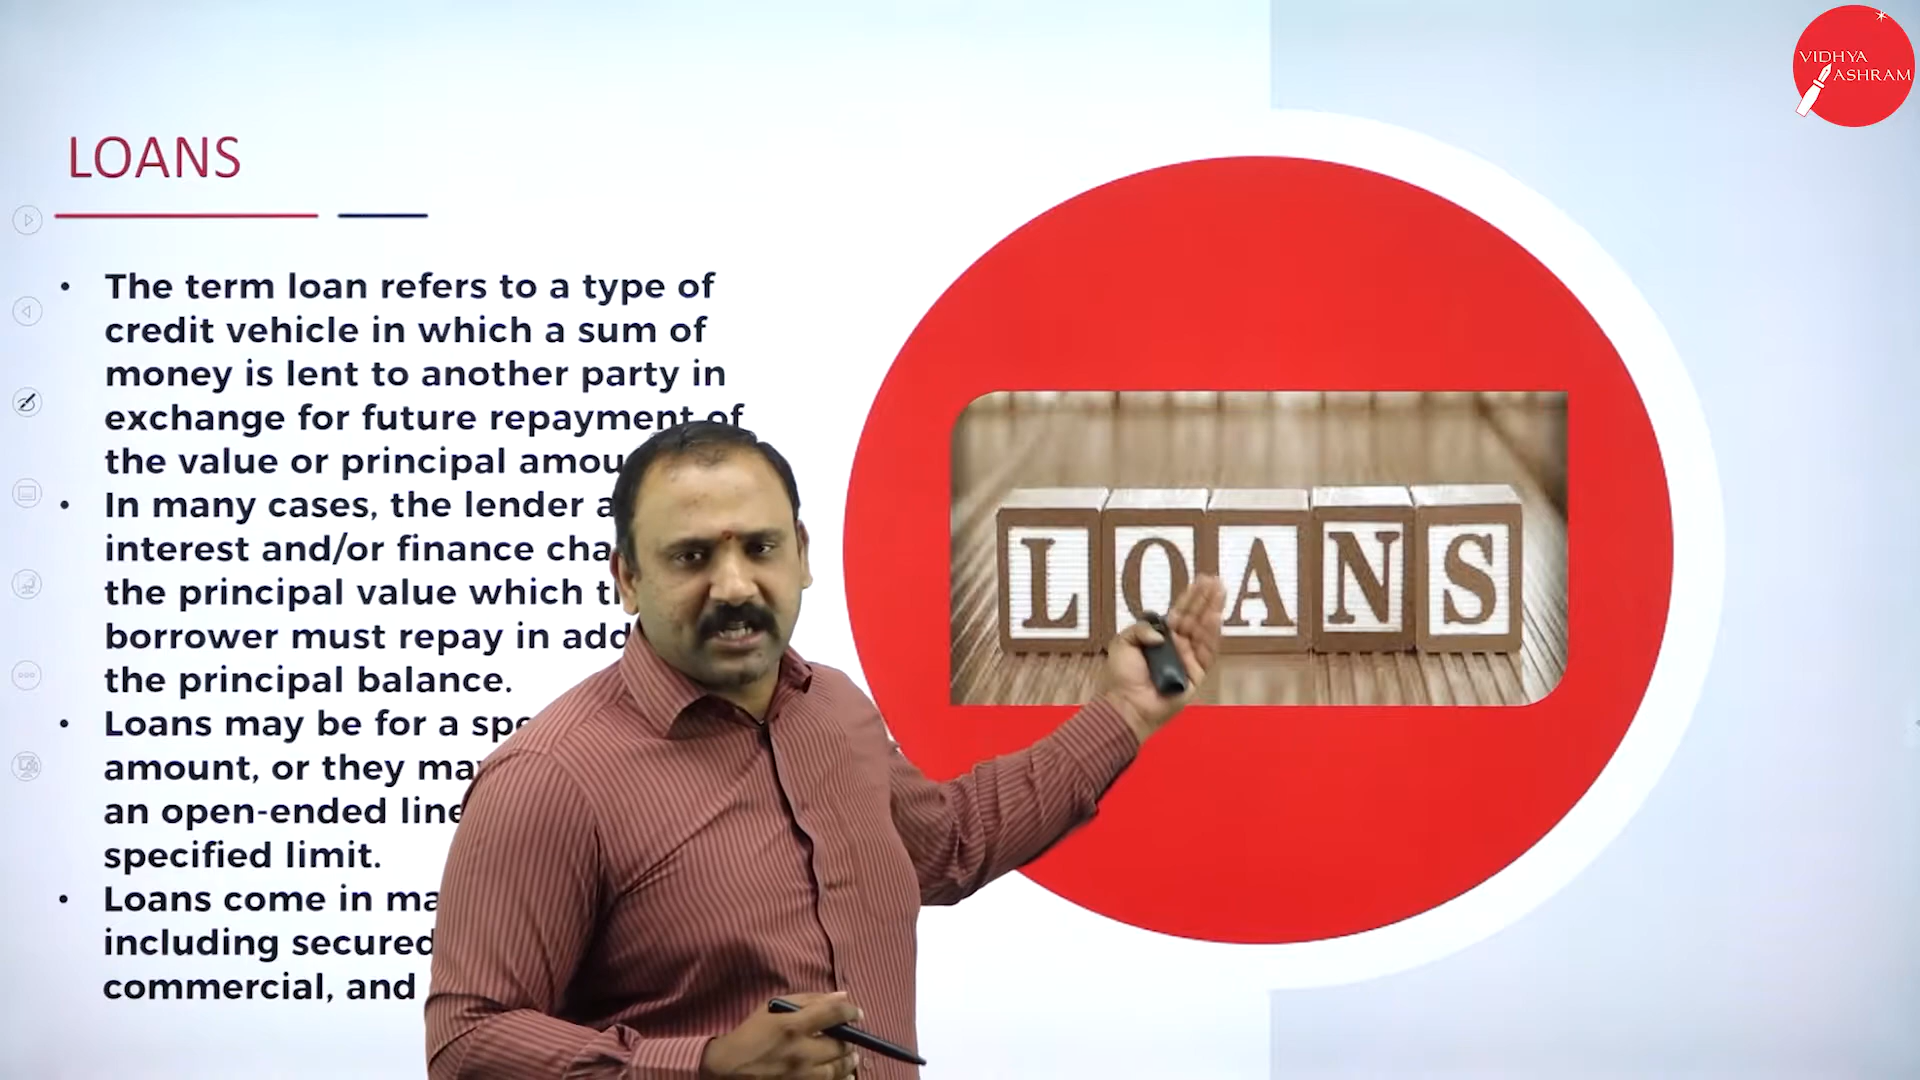 VIDHYA
ASHRAM
LOANS
• The term loan refers to a type of
credit vehicle in which a sum of
money is lent to another party in
exchange for future repayment of
the value or principal
• In many cases, the lender
interest and/or finance
the principal value which
borrower must repay in
the principal balance.
• Loans may be for a
amount, or they
an open-ended
specified limit.
• Loans come in
including secured
commercial, and
LOANS